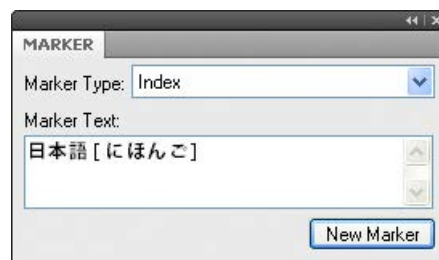 MARKER
Marker Type: Index
Marker Text:
日本語 [ にほんご ]
New Marker